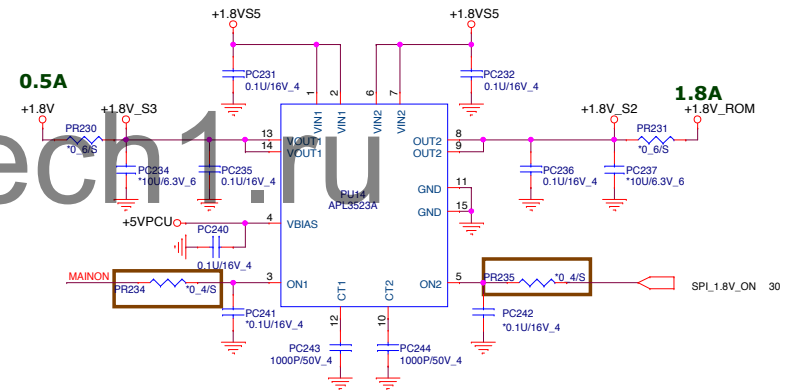 +1.8VS5
+1.8VS5
PC231
0.1U/16V_4
PC232
0.1U/16V_4
0.5A
1.8A
1
2
6
7
VIN1
VIN1
VIN2
VIN2
+1.8V
+1.8V_S3
+1.8V_S2
+1.8V_ROM
PR230
*0_6/S
13
14
VOUT1
VOUT1
OUT2
OUT2
8
9
PR231
*0_6/S
ech1.ru
PC234
*10U/6.3V_6
PC235
0.1U/16V_4
PU14
APL3523A
GND
11
GND
15
PC236
0.1U/16V_4
PC237
*10U/6.3V_6
+5VPCU
4
VBIAS
PC240
0.1U/16V_4
MAINON
PR234
*0_4/S
3
ON1
CT1
CT2
ON2
5
PR235
*0_4/S
SPI_1.8V_ON 30
PC241
*0.1U/16V_4
12
10
PC242
*0.1U/16V_4
PC243
1000P/50V_4
PC244
1000P/50V_4